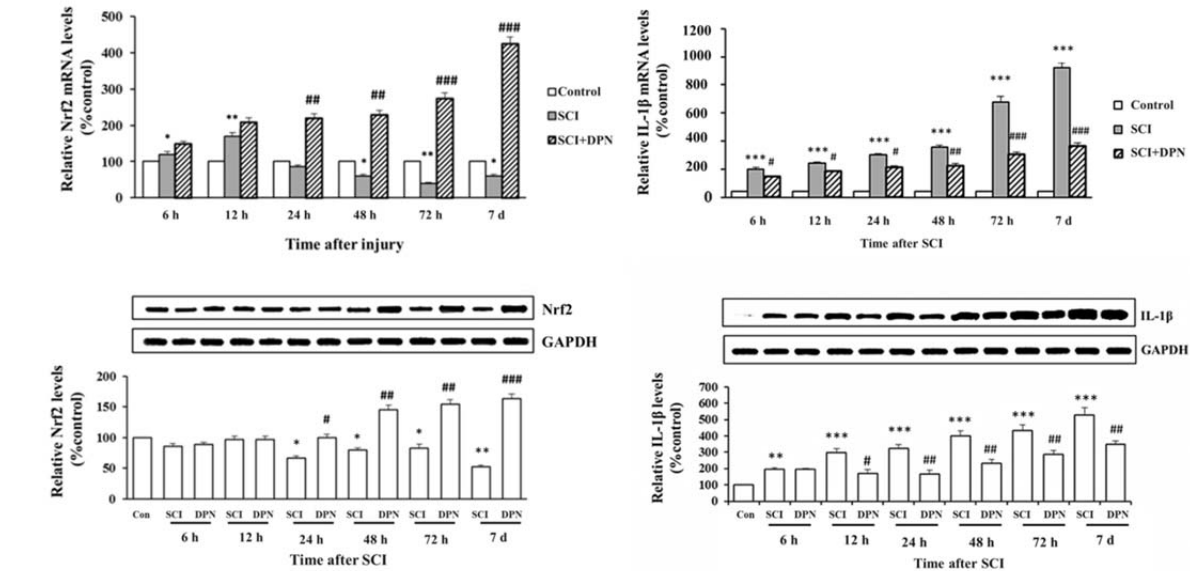 Relative Nrf2 mRNA levels
(%control)
500
400
300
200
100
0
* ** ## * ## ** ### * ###
6 h 12 h 24 h 48 h 72 h 7 d
Time after injury
Control
SCI
SCI+DPN
Relative IL-1β mRNA levels
(%control)
1200
1000
800
600
400
200
0
*** # *** # *** # *** ## *** ### *** ###
6 h 12 h 24 h 48 h 72 h 7 d
Time after SCI
Control
SCI
SCI+DPN
Nrf2
GAPDH
Relative Nrf2 levels
(%control)
200
150
100
50
0
* # * ## * ## ** ###
Con SCI DPN SCI DPN SCI DPN SCI DPN SCI DPN SCI DPN
6 h 12 h 24 h 48 h 72 h 7 d
Time after SCI
IL-1β
GAPDH
Relative IL-1β levels
(%control)
700
600
500
400
300
200
100
0
** *** # *** ## *** ## *** ## *** ##
Con SCI DPN SCI DPN SCI DPN SCI DPN SCI DPN SCI DPN
6 h 12 h 24 h 48 h 72 h 7 d
Time after SCI